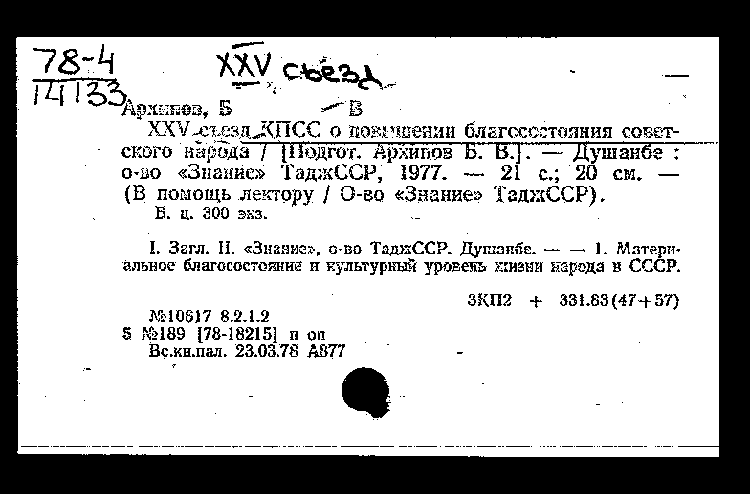 78-4
14133
XXV съезд
Архипов, Б В
XXV съезд КПСС о повышении благосостояния совет-
ского народа / [Подгот. Архипов Б. В.]. — Душанбе :
о-во «Знание» ТаджССР, 1977. — 21 с.; 20 см. —
(В помощь лектору / О-во «Знание» ТаджССР).
Б. ц. 300 экз.
I. Загл. II. «Знание», о-во ТаджССР. Душанбе. — — 1. Матери-
альное благосостояние и культурный уровень жизни народа в СССР.
3КП2 + 331.83(47+57)
№10617 8.2.1.2
Б №189 [78-18215] п оп
Вс.кн.пал. 23.03.78 А877